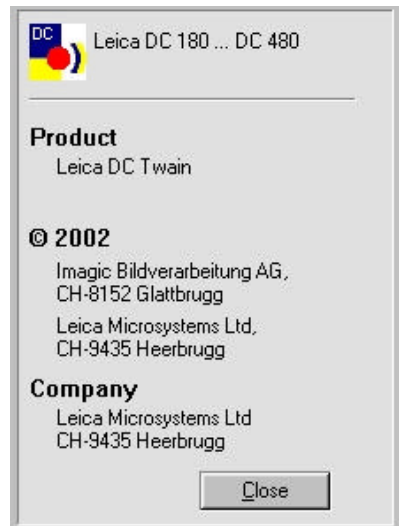 DC
Leica DC 180 ... DC 480
Product
Leica DC Twain
© 2002
Imagic Bildverarbeitung AG,
CH-8152 Glattbrugg
Leica Microsystems Ltd,
CH-9435 Heerbrugg
Company
Leica Microsystems Ltd
CH-9435 Heerbrugg
Close